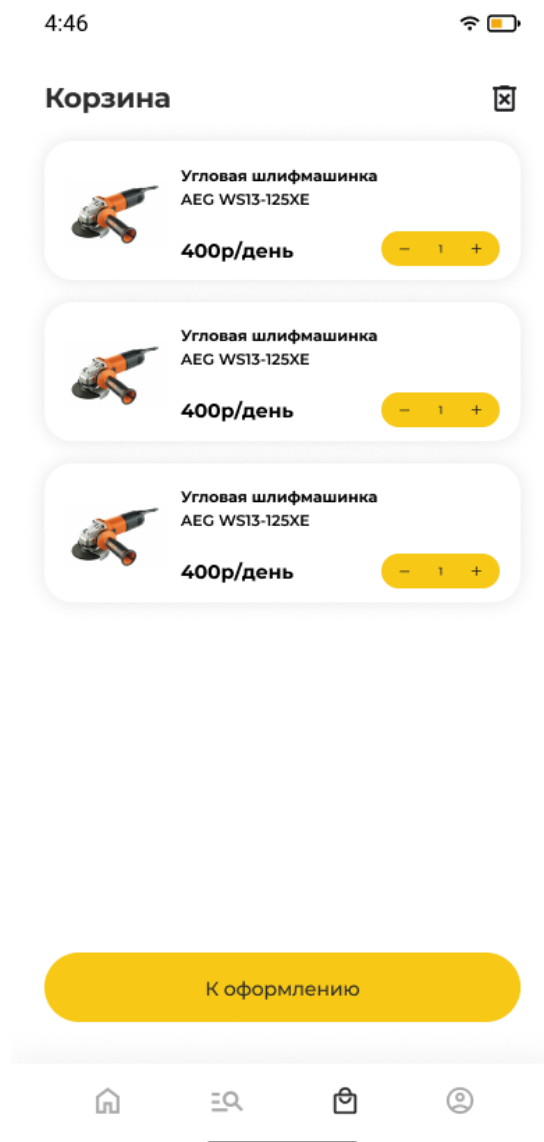 4:46
Корзина
Угловая шлифмашинка
AEG WS13-125XE
400р/день
− 1 +
Угловая шлифмашинка
AEG WS13-125XE
400р/день
− 1 +
Угловая шлифмашинка
AEG WS13-125XE
400р/день
− 1 +
К оформлению